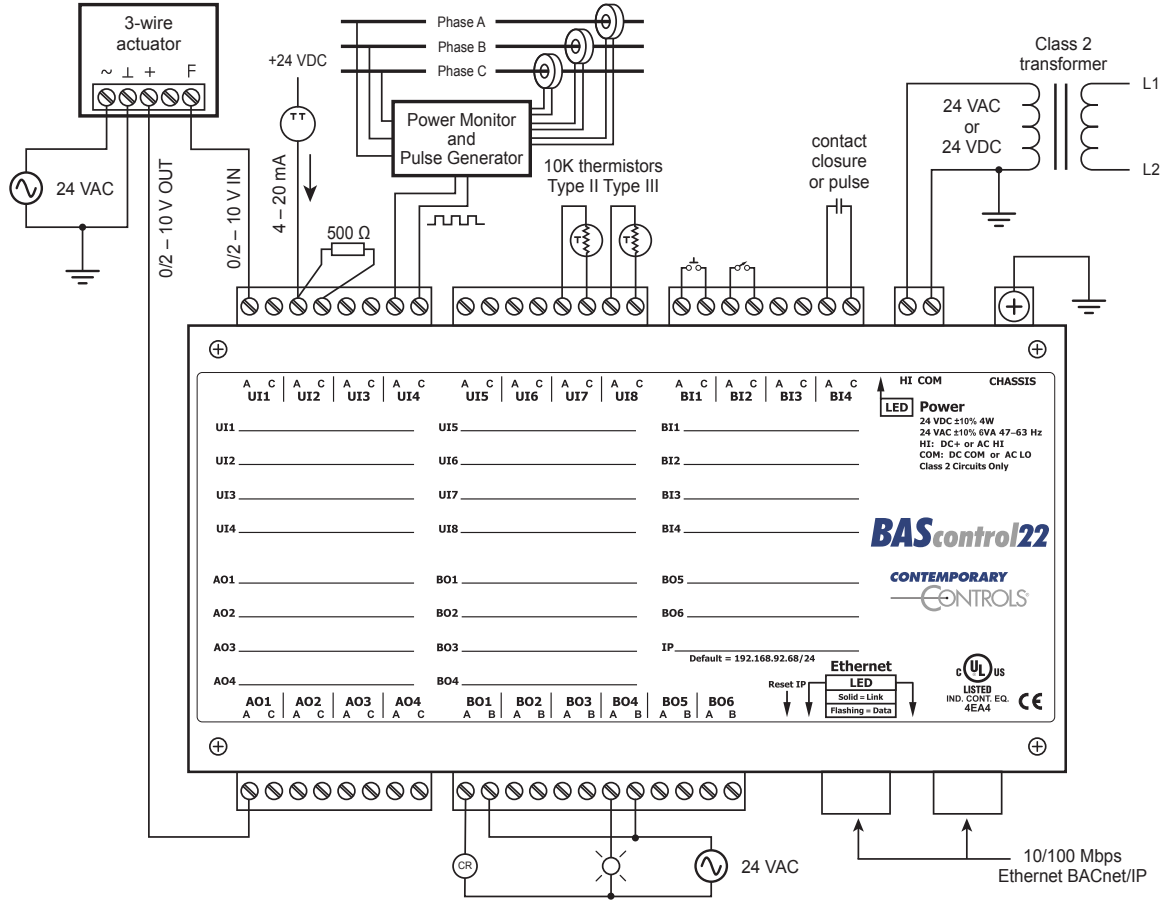 3-wire
actuator
~ ⊥ + F
24 VAC
0/2 – 10 V OUT
0/2 – 10 V IN
+24 VDC
TT
4 – 20 mA
500 Ω
Phase A
Phase B
Phase C
Power Monitor
and
Pulse Generator
10K thermistors
Type II Type III
T T
contact
closure
or pulse
Class 2
transformer
24 VAC
or
24 VDC
L1
L2
A C A C A C A C
UI1 UI2 UI3 UI4
A C A C A C A C
UI5 UI6 UI7 UI8
A C A C A C A C
BI1 BI2 BI3 BI4
HI COM
CHASSIS
LED Power
24 VDC ±10% 4W
24 VAC ±10% 6VA 47–63 Hz
HI: DC+ or AC HI
COM: DC COM or AC LO
Class 2 Circuits Only
UI1 UI5 BI1
UI2 UI6 BI2
UI3 UI7 BI3
UI4 UI8 BI4
BAScontrol22
CONTEMPORARY
CONTROLS®
AO1 BO1 BO5
AO2 BO2 BO6
AO3 BO3 IP
Default = 192.168.92.68/24
AO4 BO4
Reset IP
Ethernet
LED
Solid = Link
Flashing = Data
C UL US
LISTED
IND. CONT. EQ.
4EA4
CE
AO1 AO2 AO3 AO4
A C A C A C A C
BO1 BO2 BO3 BO4 BO5 BO6
A B A B A B A B A B A B
CR
24 VAC
10/100 Mbps
Ethernet BACnet/IP